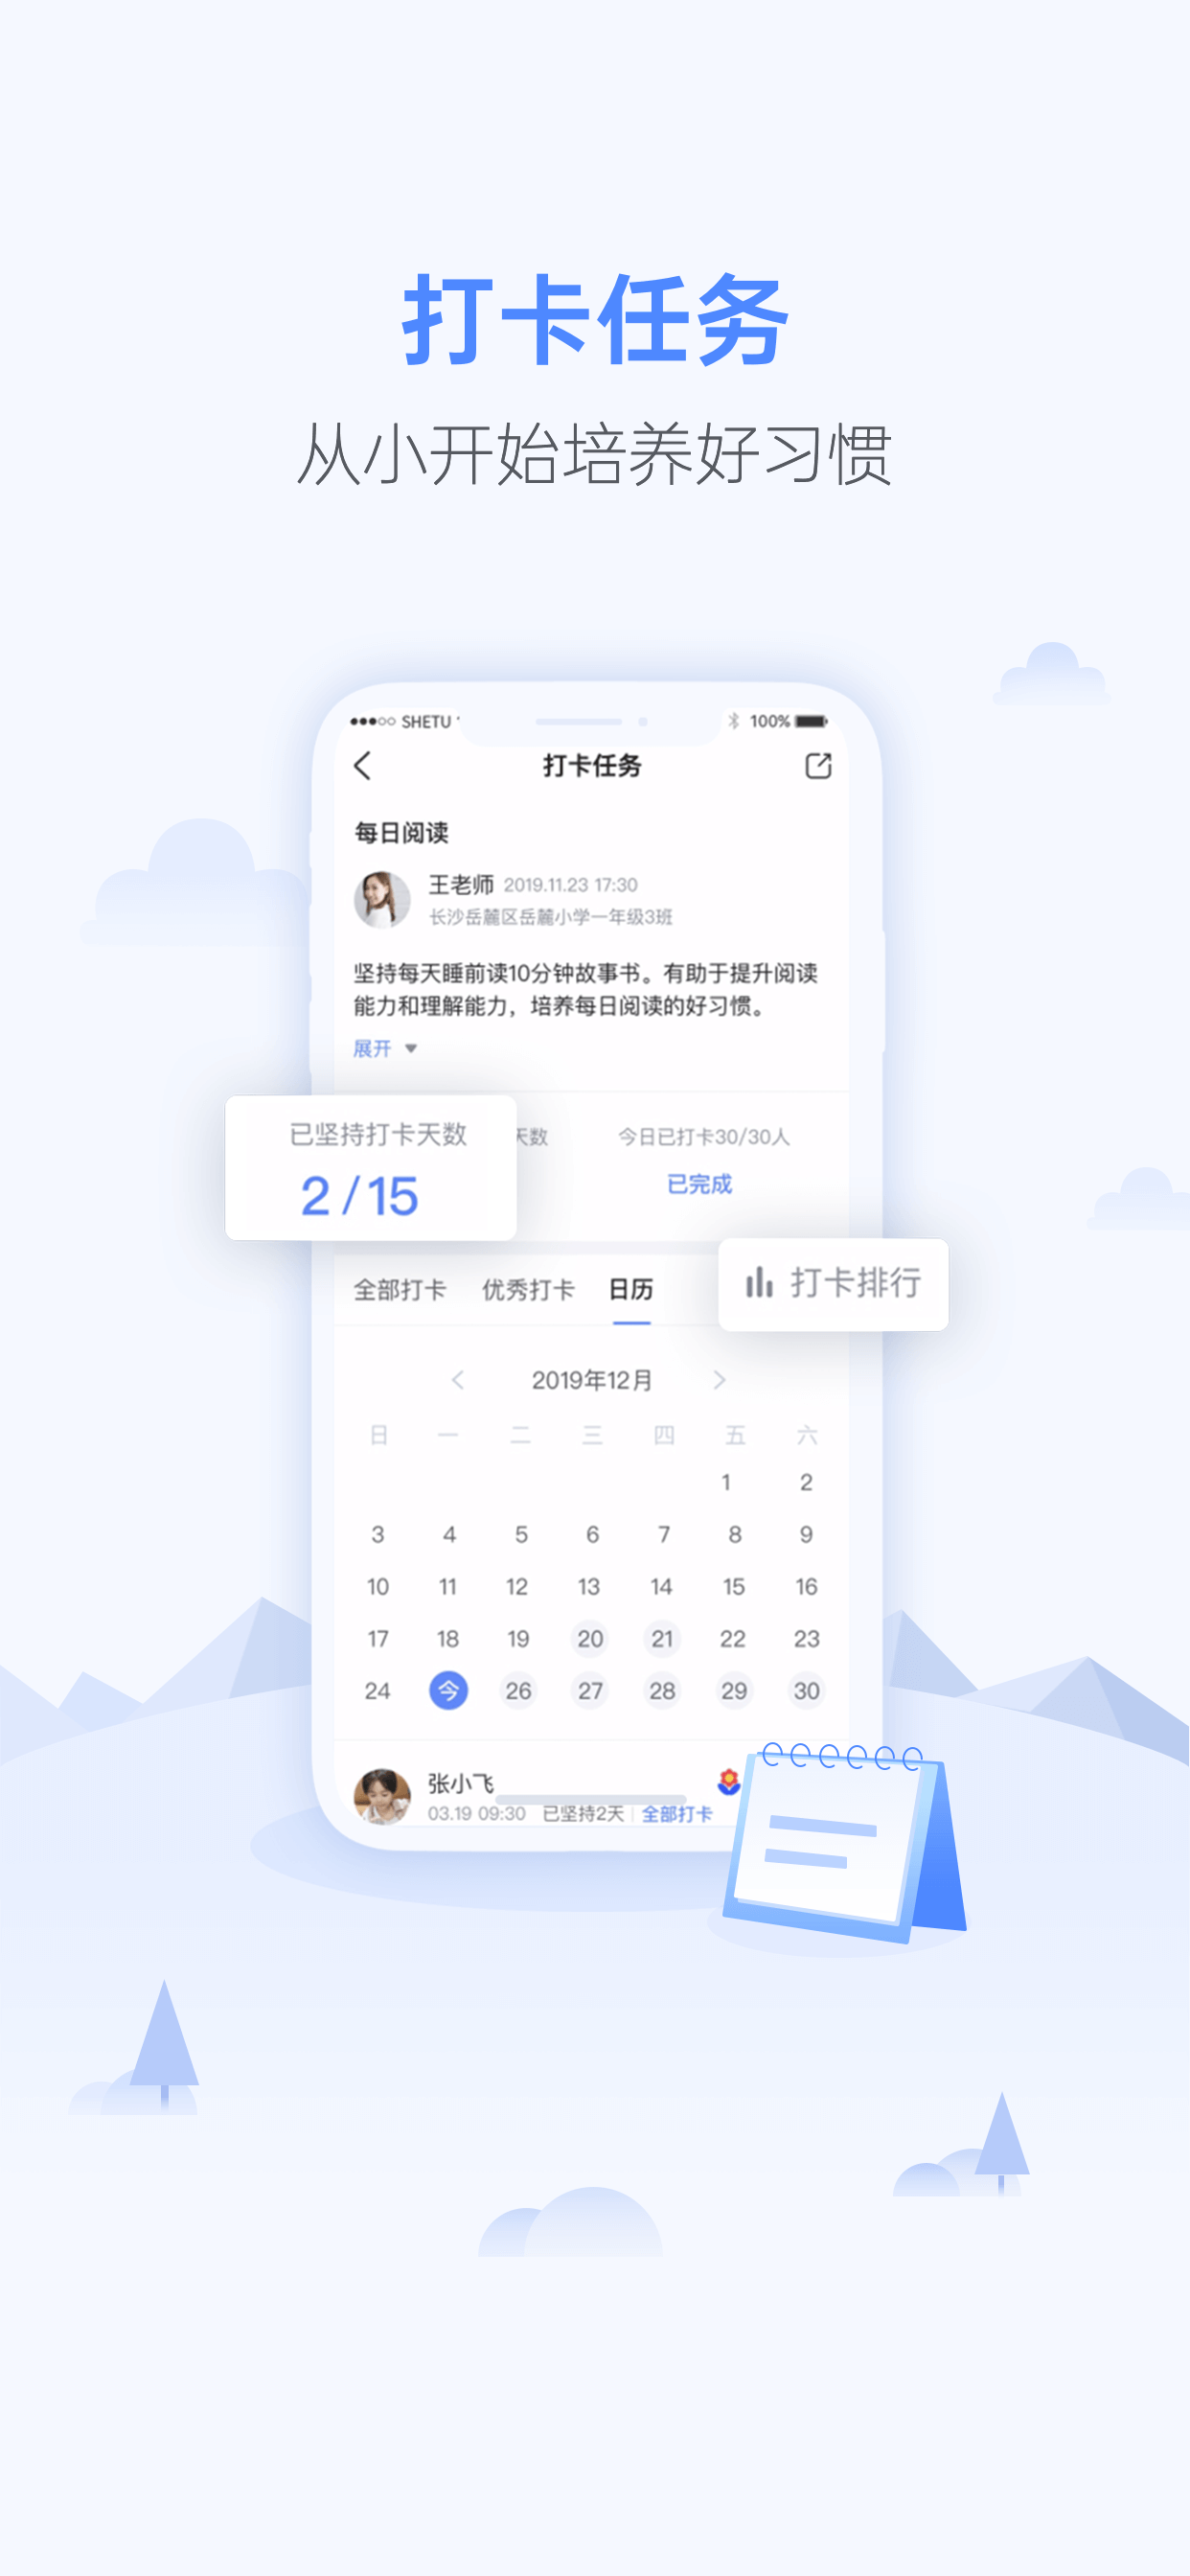 打卡任务
从小开始培养好习惯
SHETU
100%
打卡任务
每日阅读
王老师 2019.11.23 17:30
长沙岳麓区岳麓小学一年级3班
坚持每天睡前读10分钟故事书。有助于提升阅读
能力和理解能力，培养每日阅读的好习惯。
展开
已坚持打卡天数 天数 今日已打卡30/30人
2/15 已完成
全部打卡 优秀打卡 日历 打卡排行
2019年12月
日 一 二 三 四 五 六
1 2
3 4 5 6 7 8 9
10 11 12 13 14 15 16
17 18 19 20 21 22 23
24 今 26 27 28 29 30
张小飞
03.19 09:30 已坚持2天 全部打卡